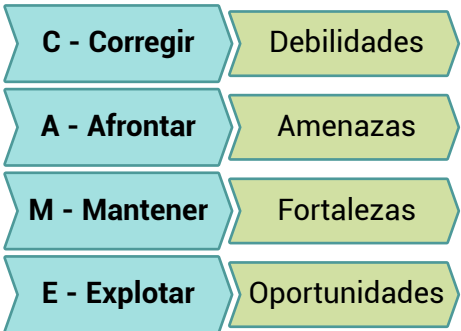 C - Corregir Debilidades
A - Afrontar Amenazas
M - Mantener Fortalezas
E - Explotar Oportunidades